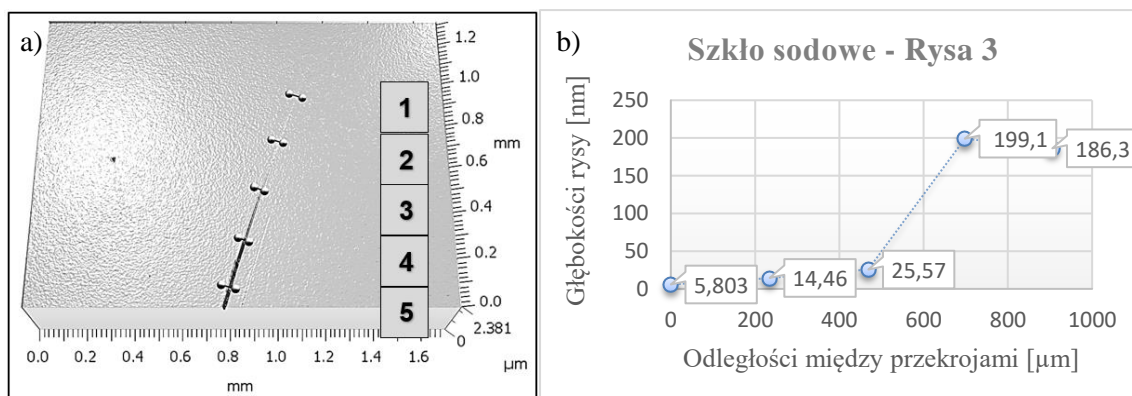 a)
1
2
3
4
5
1.2
1.0
0.8
mm
0.6
0.4
0.2
0.0
2.381
0
µm
0.0 0.2 0.4 0.6 0.8 1.0 1.2 1.4 1.6
mm
b)
Szkło sodowe - Rysa 3
Głębokości rysy [nm]
250
200
150
100
50
0
199,1
186,3
5,803
14,46
25,57
0 200 400 600 800 1000
Odległości między przekrojami [µm]